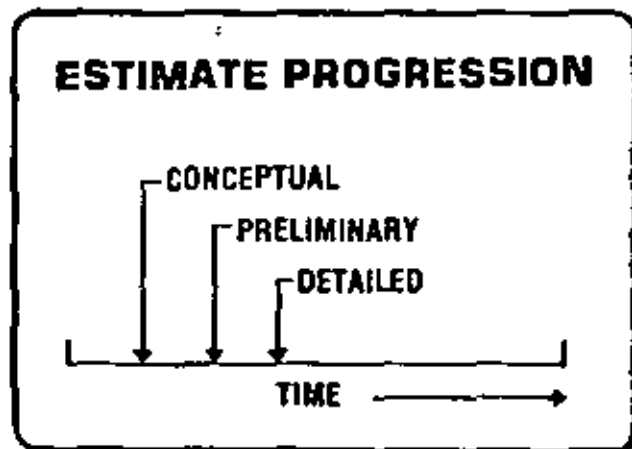 ESTIMATE PROGRESSION
CONCEPTUAL
PRELIMINARY
DETAILED
TIME